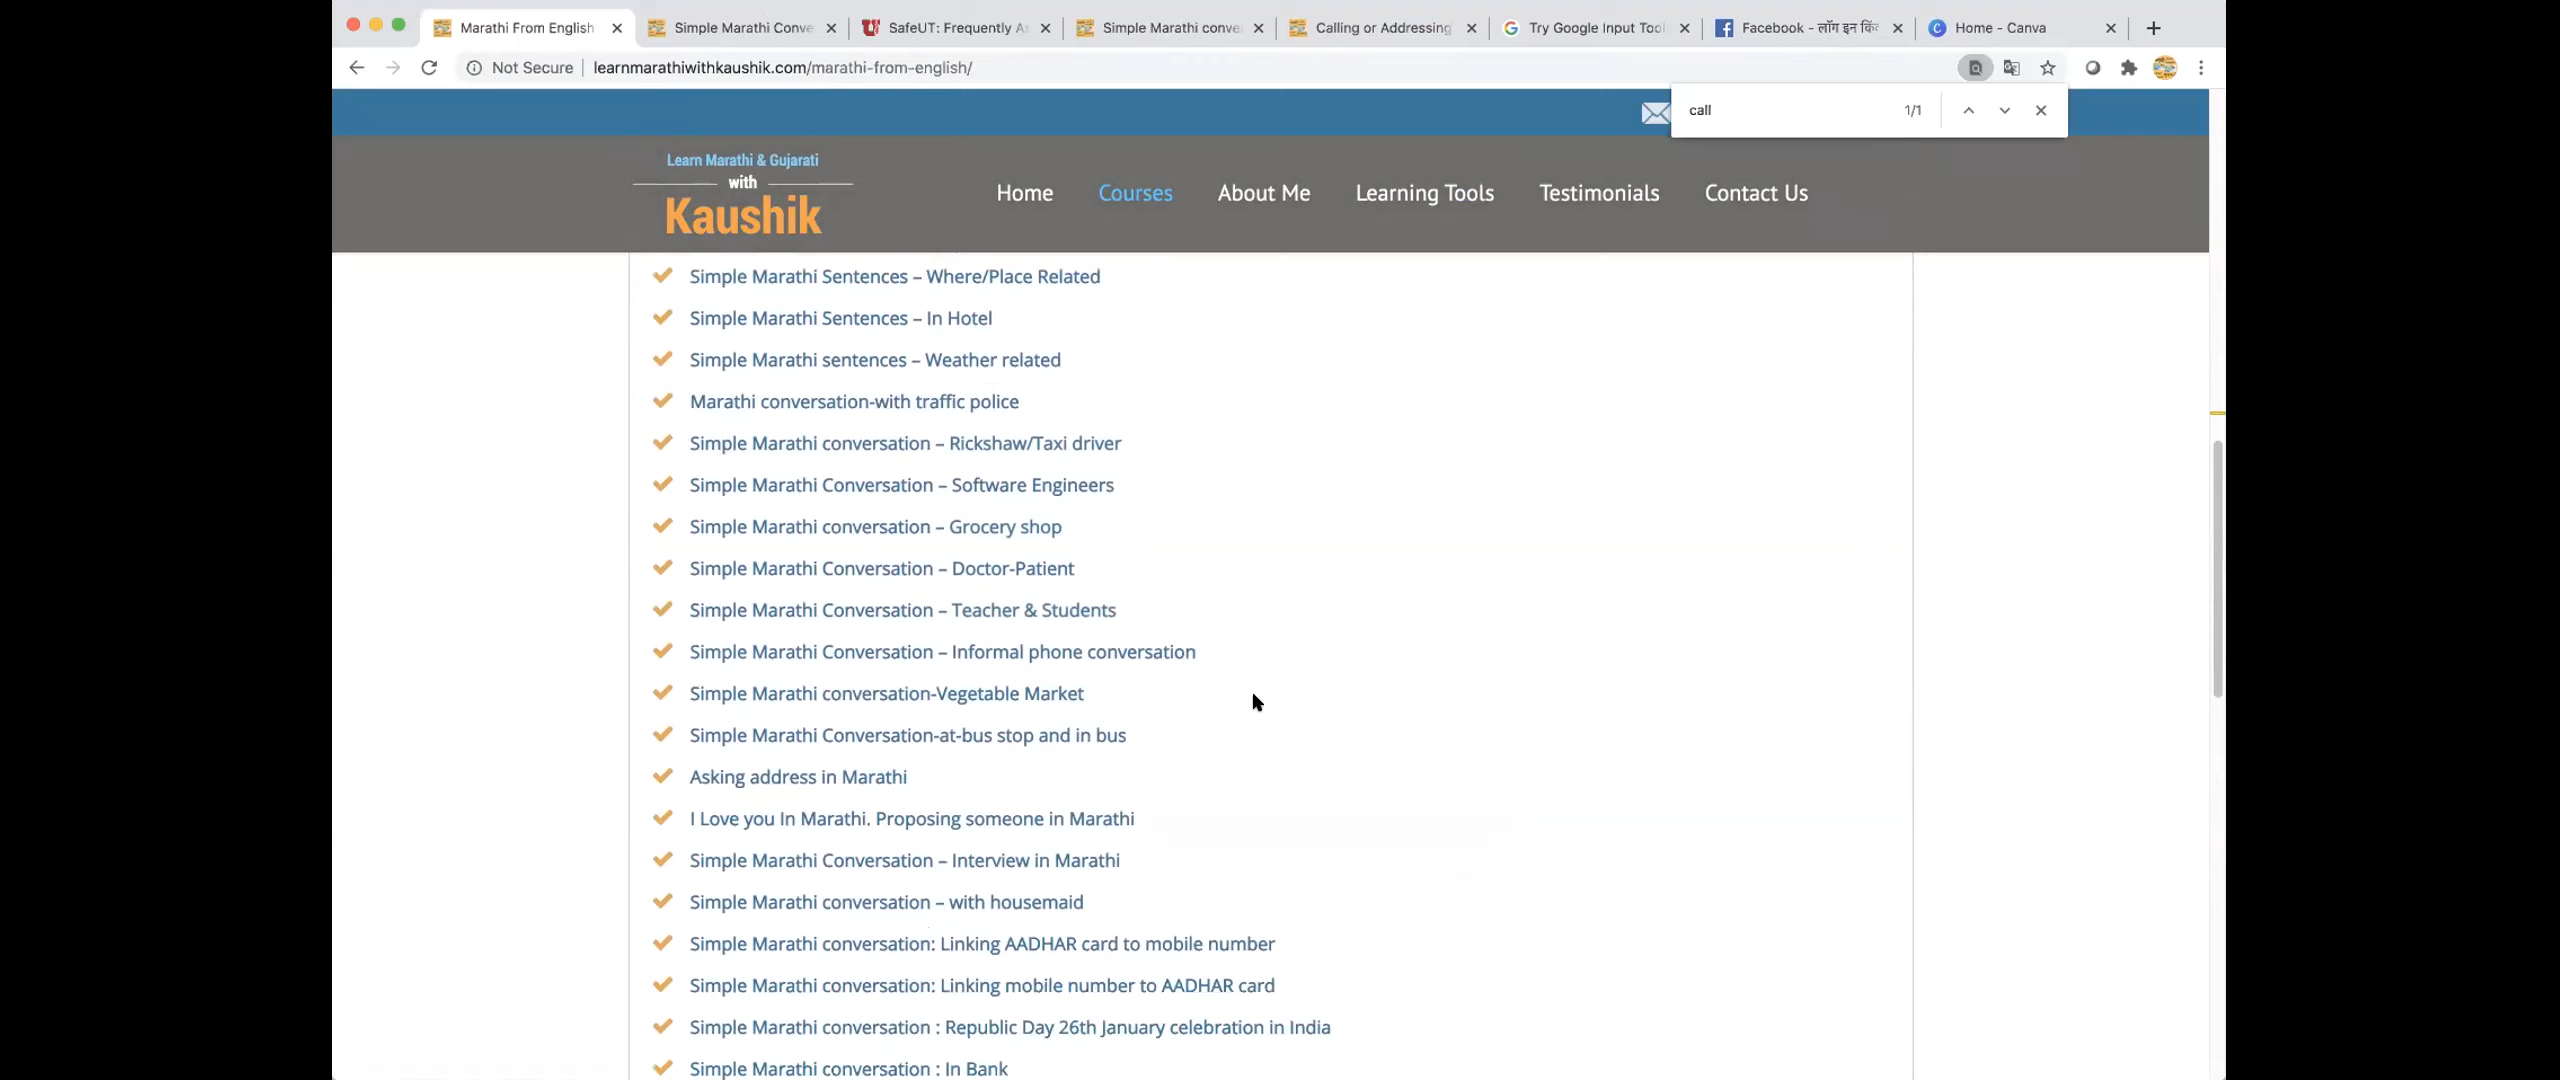 Marathi From English
Simple Marathi Conve
SafeUT: Frequently As
Simple Marathi conve
Calling or Addressing
Try Google Input Tool
Facebook - लॉग इन कि
Home - Canva
Not Secure
learnmarathiwithkaushik.com/marathi-from-english/
call
1/1
Learn Marathi & Gujarati
with
Kaushik
Home
Courses
About Me
Learning Tools
Testimonials
Contact Us
Simple Marathi Sentences – Where/Place Related
Simple Marathi Sentences – In Hotel
Simple Marathi sentences – Weather related
Marathi conversation-with traffic police
Simple Marathi conversation – Rickshaw/Taxi driver
Simple Marathi Conversation – Software Engineers
Simple Marathi conversation – Grocery shop
Simple Marathi Conversation – Doctor-Patient
Simple Marathi Conversation – Teacher & Students
Simple Marathi Conversation – Informal phone conversation
Simple Marathi conversation-Vegetable Market
Simple Marathi Conversation-at-bus stop and in bus
Asking address in Marathi
I Love you In Marathi. Proposing someone in Marathi
Simple Marathi Conversation – Interview in Marathi
Simple Marathi conversation – with housemaid
Simple Marathi conversation: Linking AADHAR card to mobile number
Simple Marathi conversation: Linking mobile number to AADHAR card
Simple Marathi conversation : Republic Day 26th January celebration in India
Simple Marathi conversation : In Bank